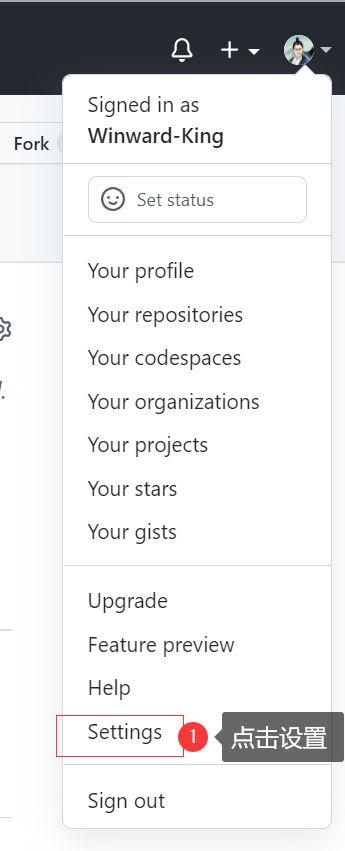 Signed in as
Winward-King
Fork
Set status
Your profile
Your repositories
Your codespaces
Your organizations
Your projects
Your stars
Your gists
Upgrade
Feature preview
Help
Settings
1 点击设置
Sign out